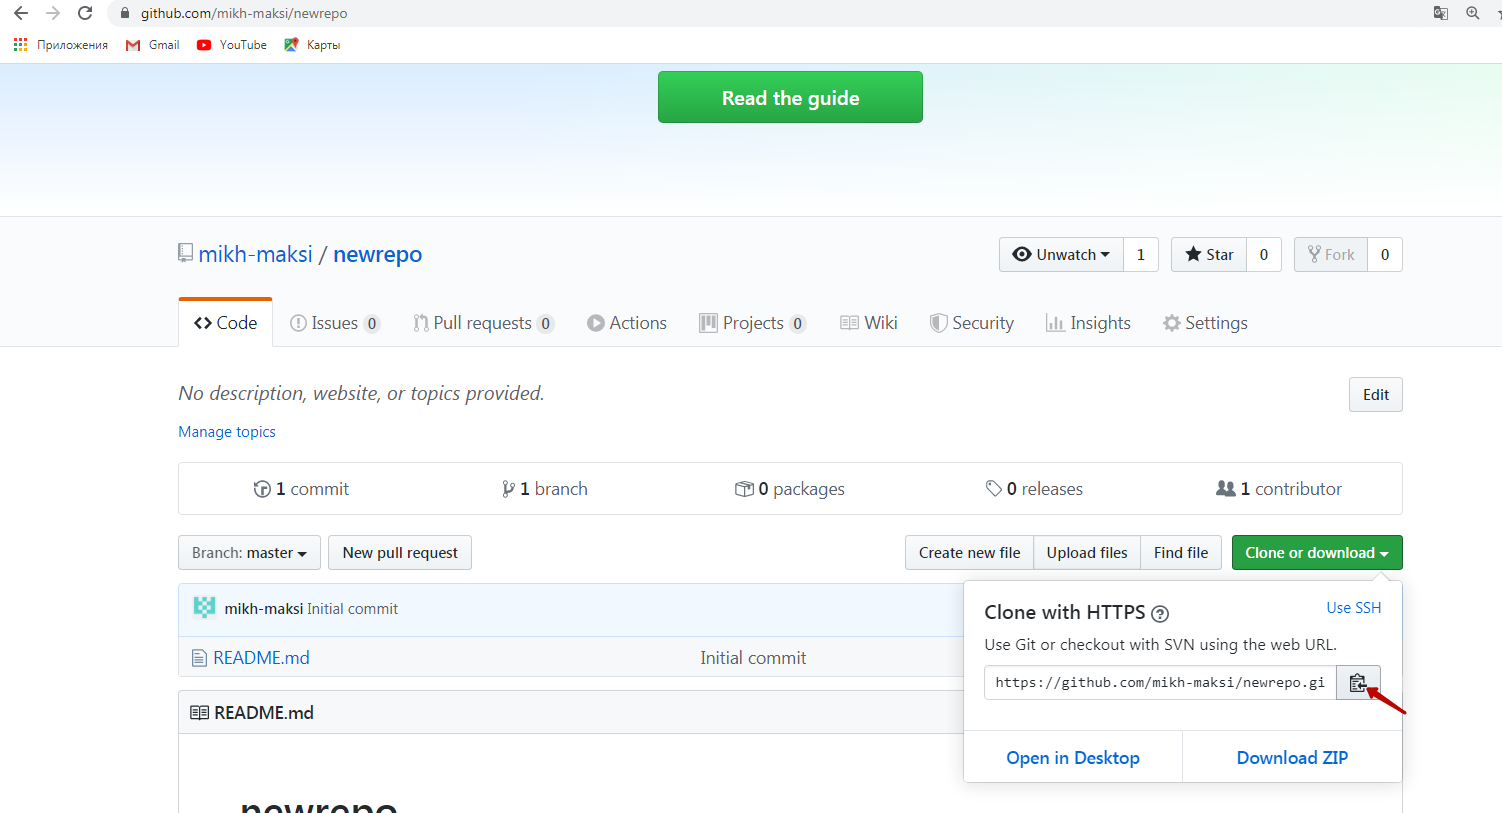 github.com/mikh-maksi/newrepo
Приложения Gmail YouTube Карты
Read the guide
mikh-maksi / newrepo
Unwatch 1 Star 0 Fork 0
Code Issues 0 Pull requests 0 Actions Projects 0 Wiki Security Insights Settings
No description, website, or topics provided. Edit
Manage topics
1 commit 1 branch 0 packages 0 releases 1 contributor
Branch: master New pull request Create new file Upload files Find file Clone or download
mikh-maksi Initial commit
README.md Initial commit
README.md
newrepo
Clone with HTTPS Use SSH
Use Git or checkout with SVN using the web URL.
https://github.com/mikh-maksi/newrepo.gi
Open in Desktop Download ZIP